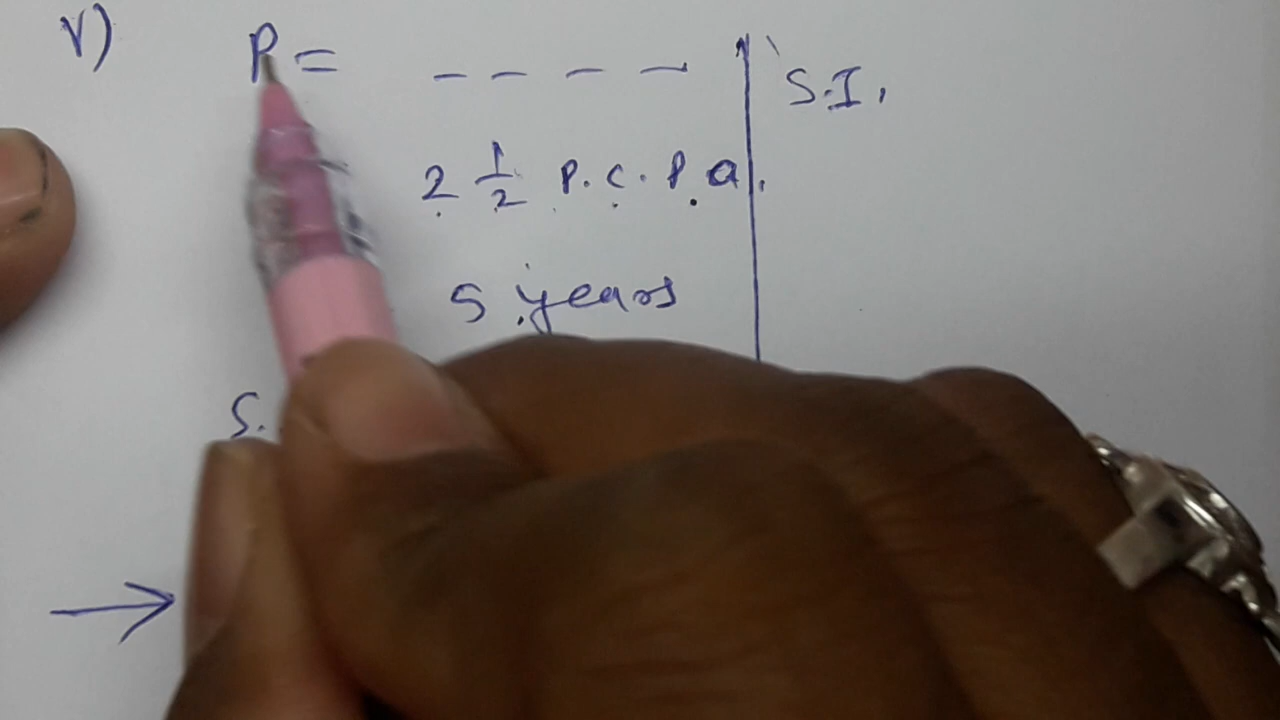 v) P = - - - - S.I.
2 1/2 P.C.P.a.
5 years
S.